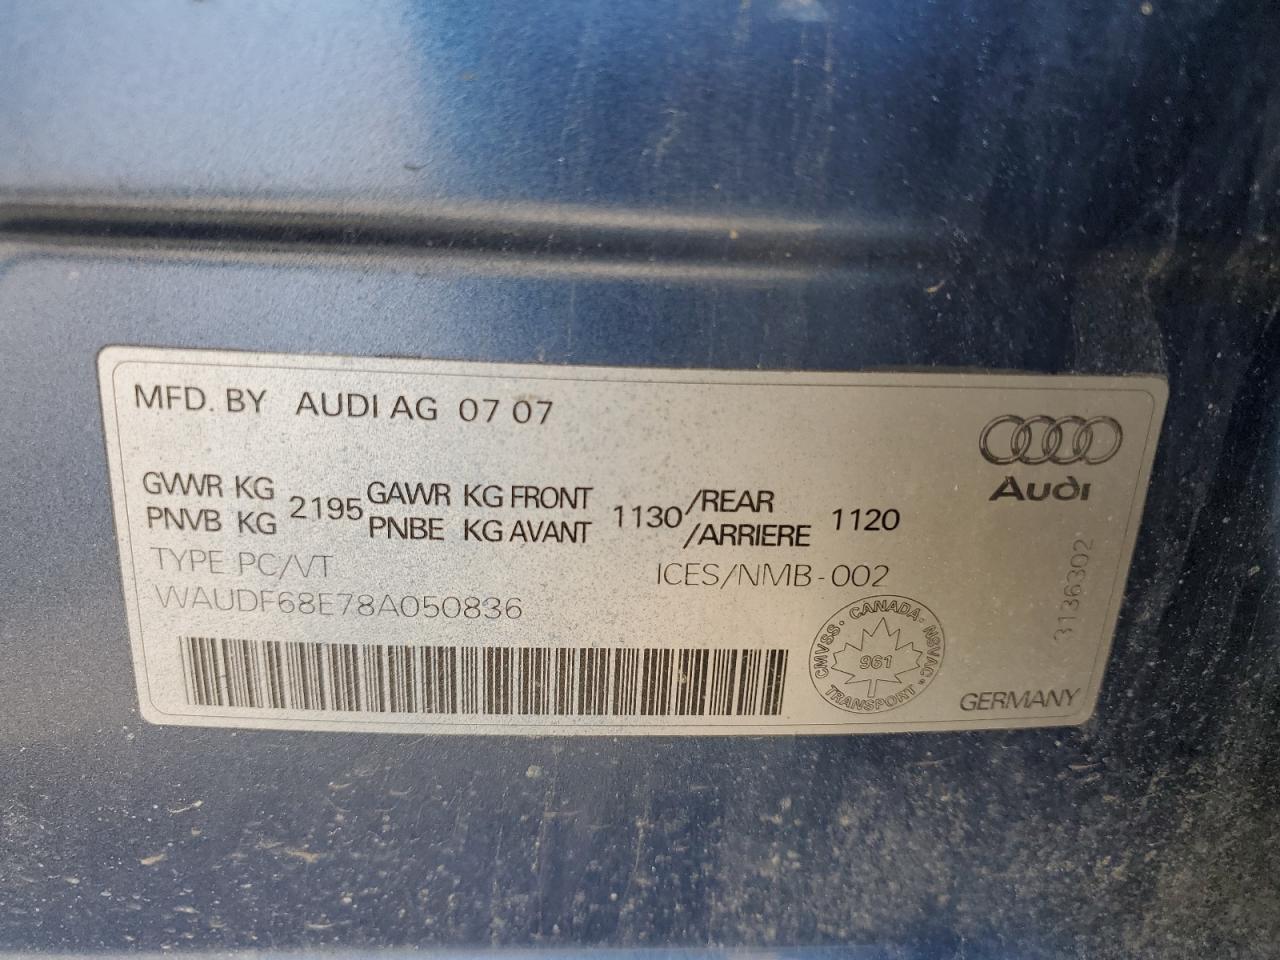 MFD. BY AUDI AG 07 07
Audi
GVWR KG 2195 GAWR KG FRONT 1130 /REAR 1120
PNVB KG PNBE KG AVANT /ARRIERE
TYPE PC/VT ICES/NMB-002
WAUDF68E78A050836
3136302
CANADA · NSVAC · TRANSPORT · CMVSS ·
961
GERMANY